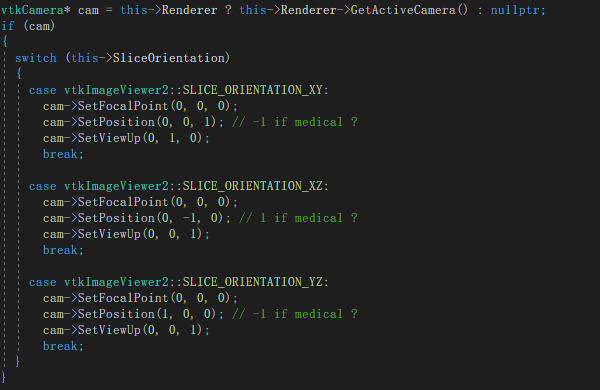 vtkCamera* cam = this->Renderer ? this->Renderer->GetActiveCamera() : nullptr;
if (cam)
{
  switch (this->SliceOrientation)
  {
    case vtkImageViewer2::SLICE_ORIENTATION_XY:
      cam->SetFocalPoint(0, 0, 0);
      cam->SetPosition(0, 0, 1); // -1 if medical ?
      cam->SetViewUp(0, 1, 0);
      break;

    case vtkImageViewer2::SLICE_ORIENTATION_XZ:
      cam->SetFocalPoint(0, 0, 0);
      cam->SetPosition(0, -1, 0); // 1 if medical ?
      cam->SetViewUp(0, 0, 1);
      break;

    case vtkImageViewer2::SLICE_ORIENTATION_YZ:
      cam->SetFocalPoint(0, 0, 0);
      cam->SetPosition(1, 0, 0); // -1 if medical ?
      cam->SetViewUp(0, 0, 1);
      break;
  }
}